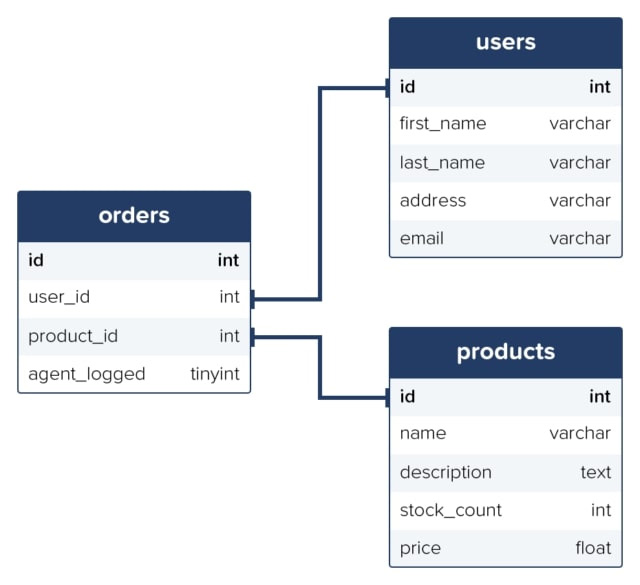 users
id int
first_name varchar
last_name varchar
address varchar
email varchar
orders
id int
user_id int
product_id int
agent_logged tinyint
products
id int
name varchar
description text
stock_count int
price float